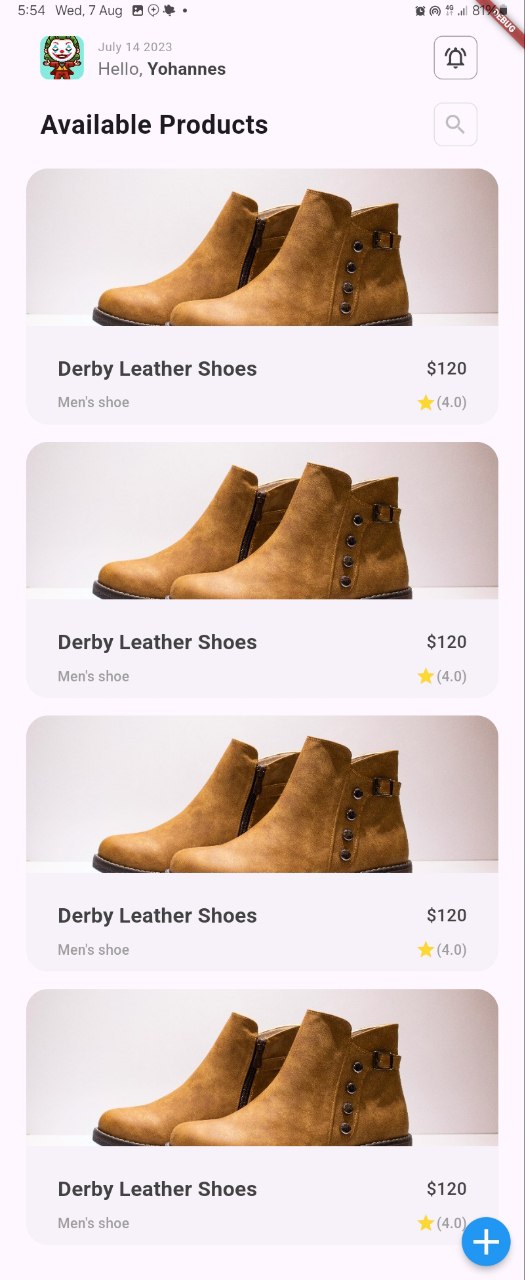 5:54 Wed, 7 Aug 81%
DEBUG
July 14 2023
Hello, Yohannes
Available Products
Derby Leather Shoes $120
Men's shoe (4.0)
Derby Leather Shoes $120
Men's shoe (4.0)
Derby Leather Shoes $120
Men's shoe (4.0)
Derby Leather Shoes $120
Men's shoe (4.0)